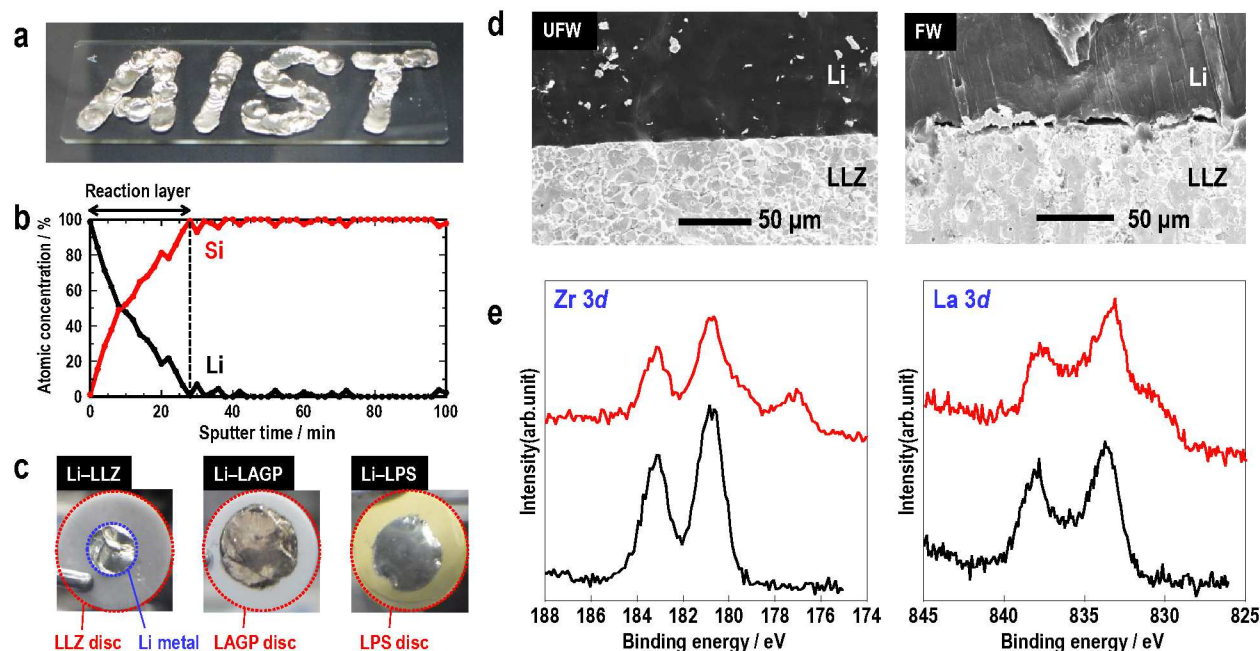 a
AIST
b
Reaction layer
Atomic concentration / %
100
80
60
40
20
0
Si
Li
0 20 40 60 80 100
Sputter time / min
c
Li–LLZ
Li–LAGP
Li–LPS
LLZ disc
Li metal
LAGP disc
LPS disc
d
UFW
Li
LLZ
50 µm
FW
Li
LLZ
50 µm
e
Zr 3d
Intensity(arb.unit)
188 186 184 182 180 178 176 174
Binding energy / eV
La 3d
Intensity(arb.unit)
845 840 835 830 825
Binding energy / eV